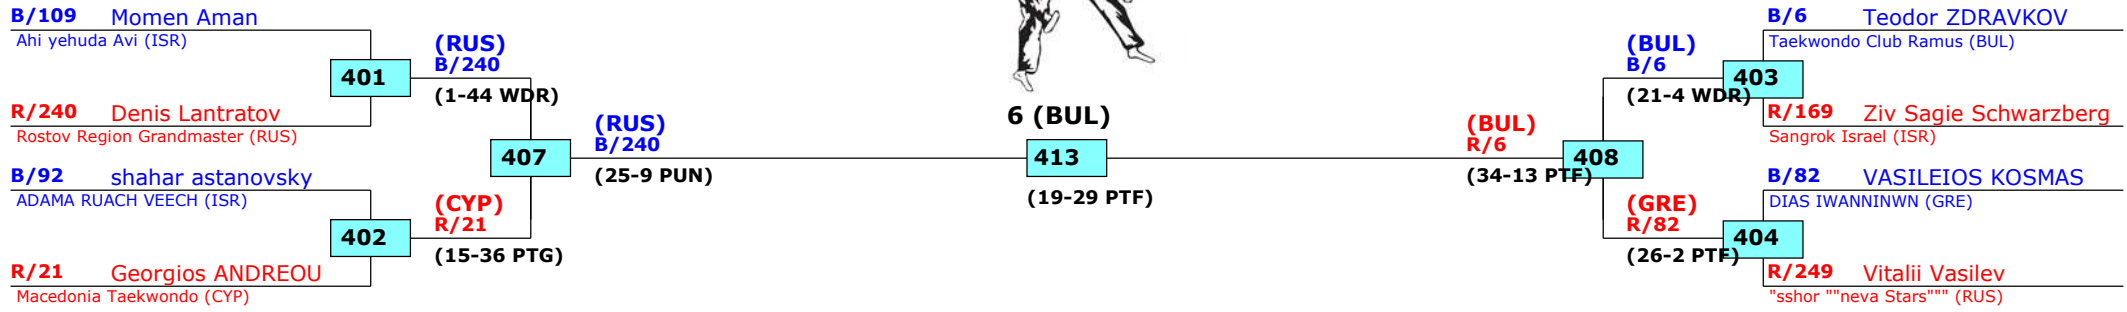 B/109 Momen Aman
Ahi yehuda Avi (ISR)
401
R/240 Denis Lantratov
Rostov Region Grandmaster (RUS)
B/92 shahar astanovsky
ADAMA RUACH VEECH (ISR)
402
R/21 Georgios ANDREOU
Macedonia Taekwondo (CYP)
(RUS)
B/240
(1-44 WDR)
407
(CYP)
R/21
(15-36 PTG)
(RUS)
B/240
(25-9 PUN)
6 (BUL)
413
(19-29 PTF)
(BUL)
R/6
(34-13 PTF)
408
(BUL)
B/6
(21-4 WDR)
(GRE)
R/82
(26-2 PTF)
B/6 Teodor ZDRAVKOV
Taekwondo Club Ramus (BUL)
403
R/169 Ziv Sagie Schwarzberg
Sangrok Israel (ISR)
B/82 VASILEIOS KOSMAS
DIAS IWANNINWN (GRE)
404
R/249 Vitalii Vasilev
"sshor ""neva Stars""" (RUS)